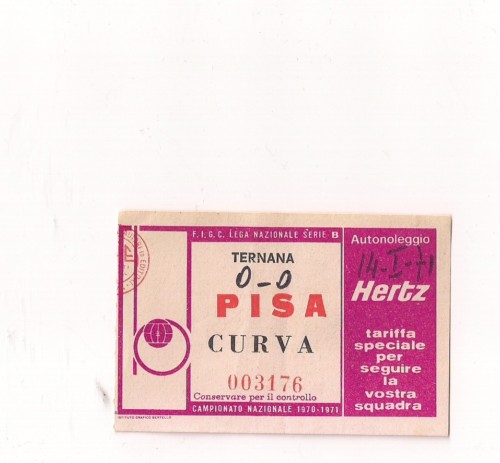 F.I.G.C. LEGA NAZIONALE SERIE B
TERNANA
0-0
PISA
CURVA
003176
Conservare per il controllo
CAMPIONATO NAZIONALE 1970-1971
Autonoleggio
14-I-71
Hertz
tariffa
speciale
per
seguire
la
vostra
squadra